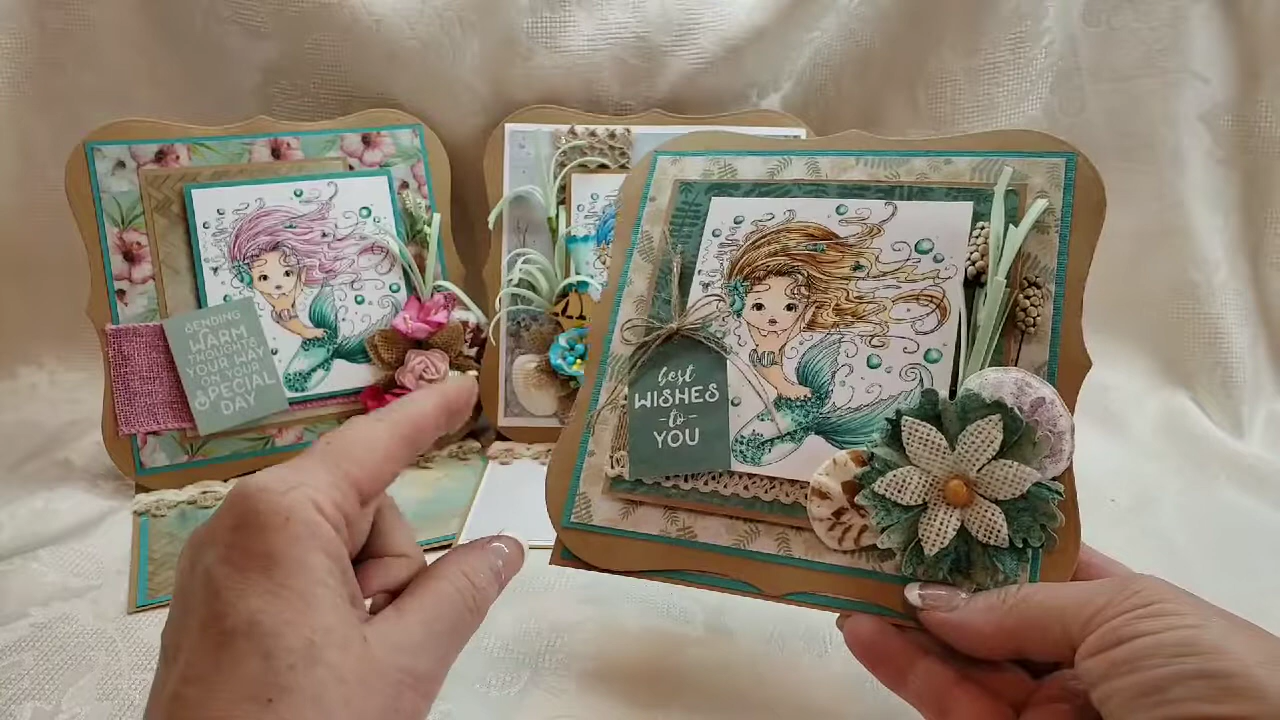 SENDING
WARM
THOUGHTS
YOUR WAY
ON YOUR
SPECIAL
DAY
best
WISHES
-to-
YOU